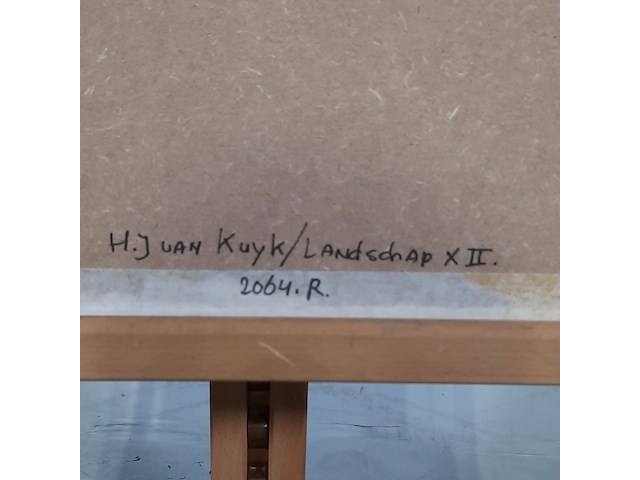 H.J van Kuyk/Landschap XII.
2064.R.